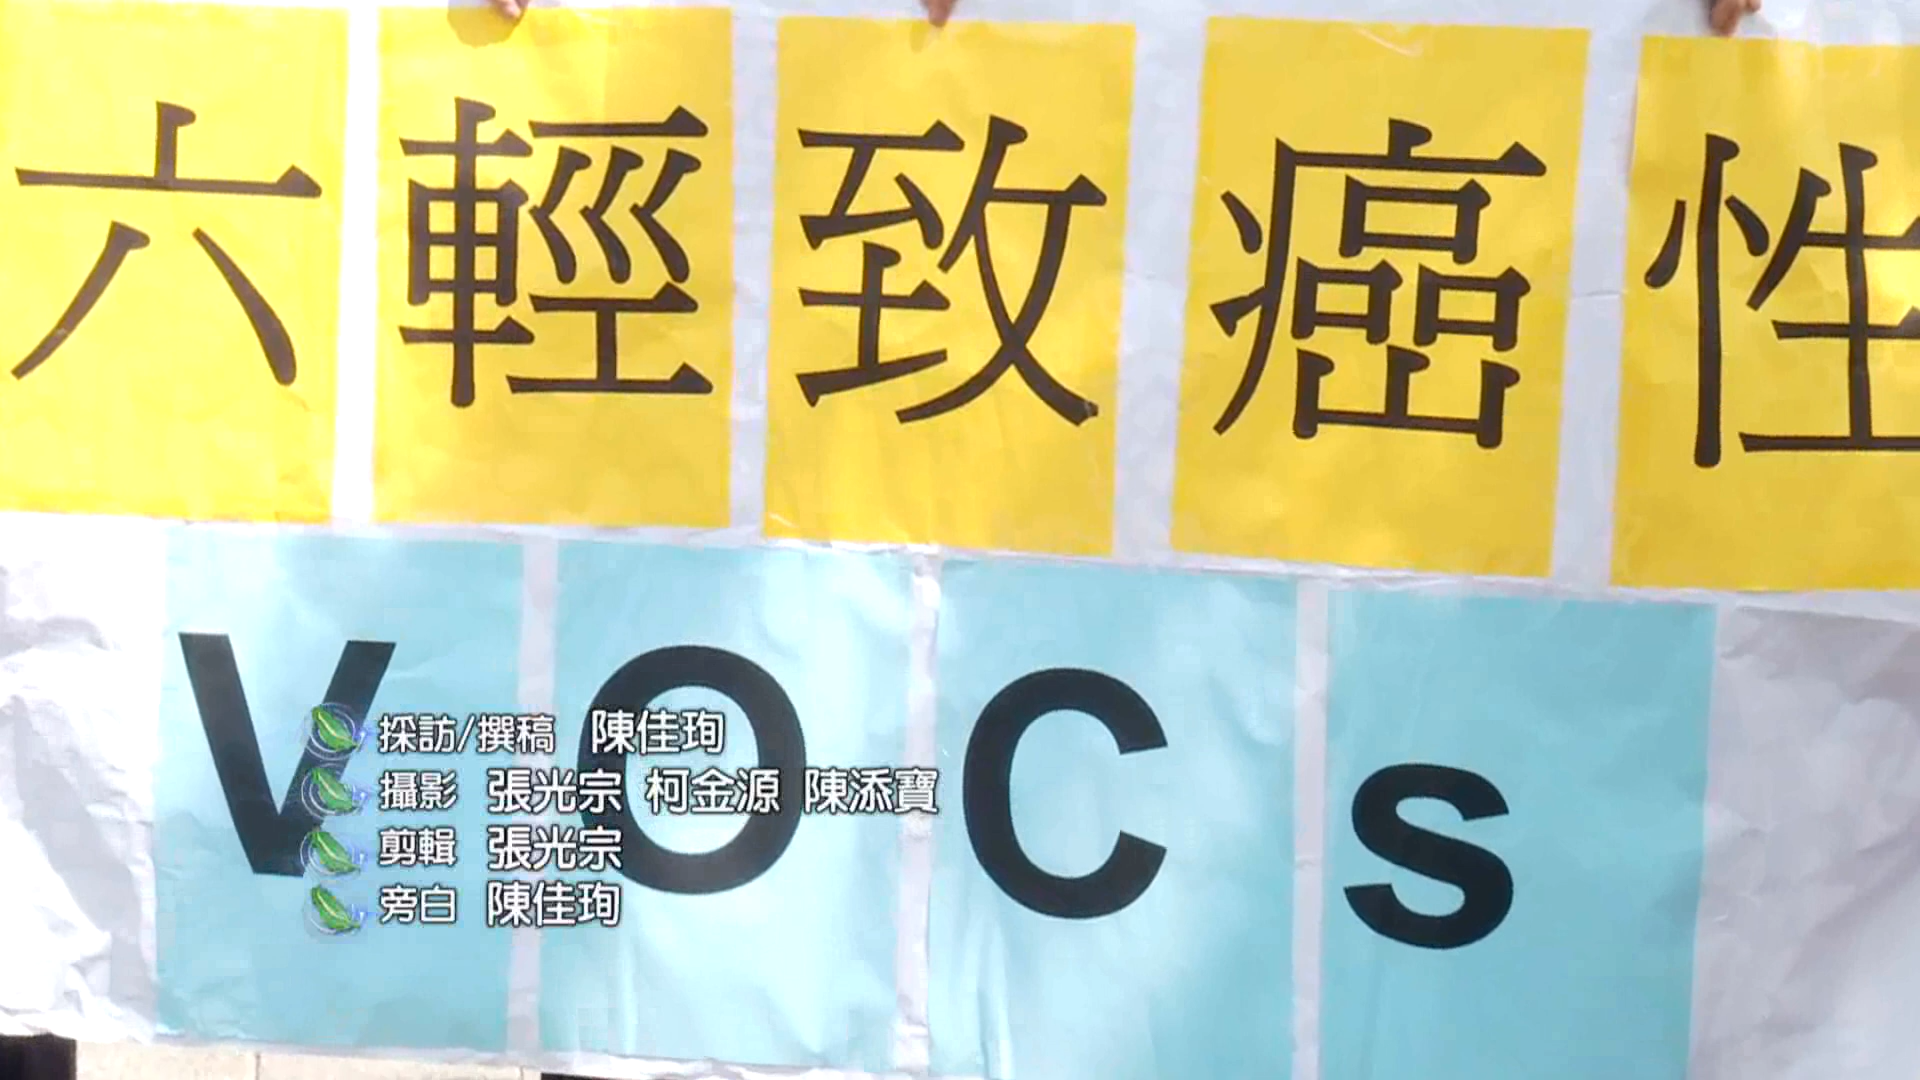 六輕致癌性
VOCs
採訪/撰稿 陳佳珣
攝影 張光宗 柯金源 陳添寶
剪輯 張光宗
旁白 陳佳珣